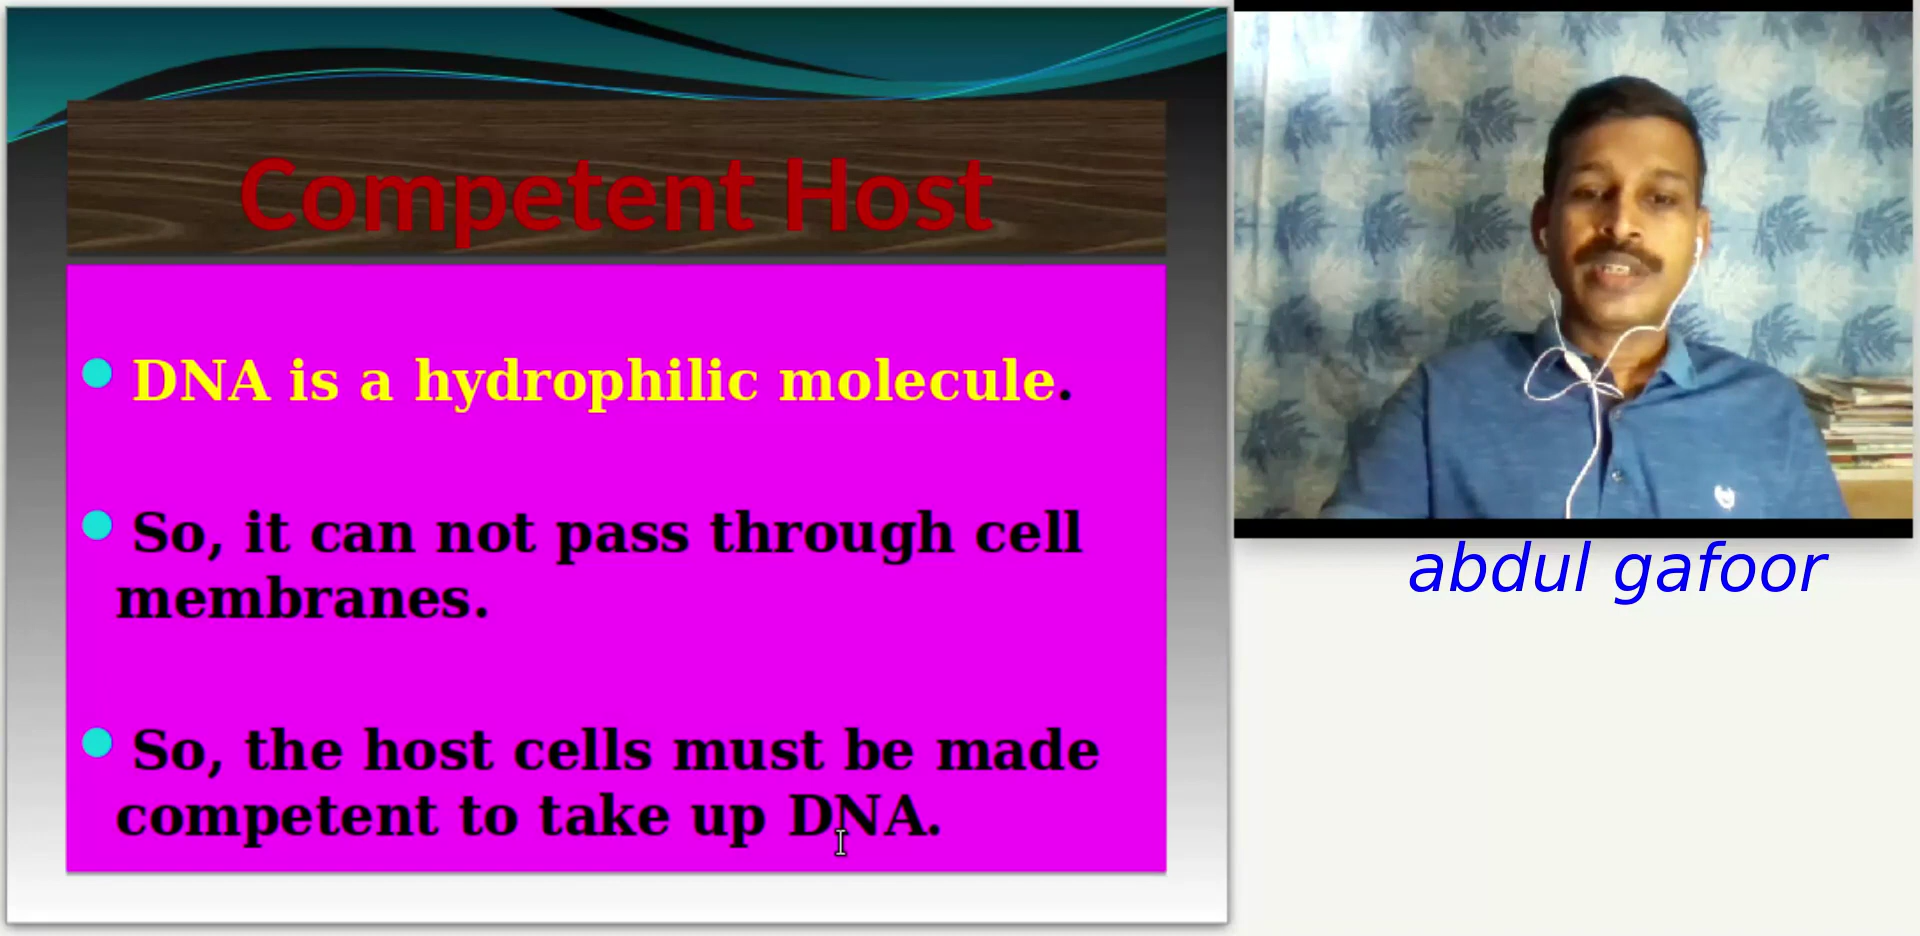 Competent Host
DNA is a hydrophilic molecule.
So, it can not pass through cell
membranes.
So, the host cells must be made
competent to take up DNA.
abdul gafoor